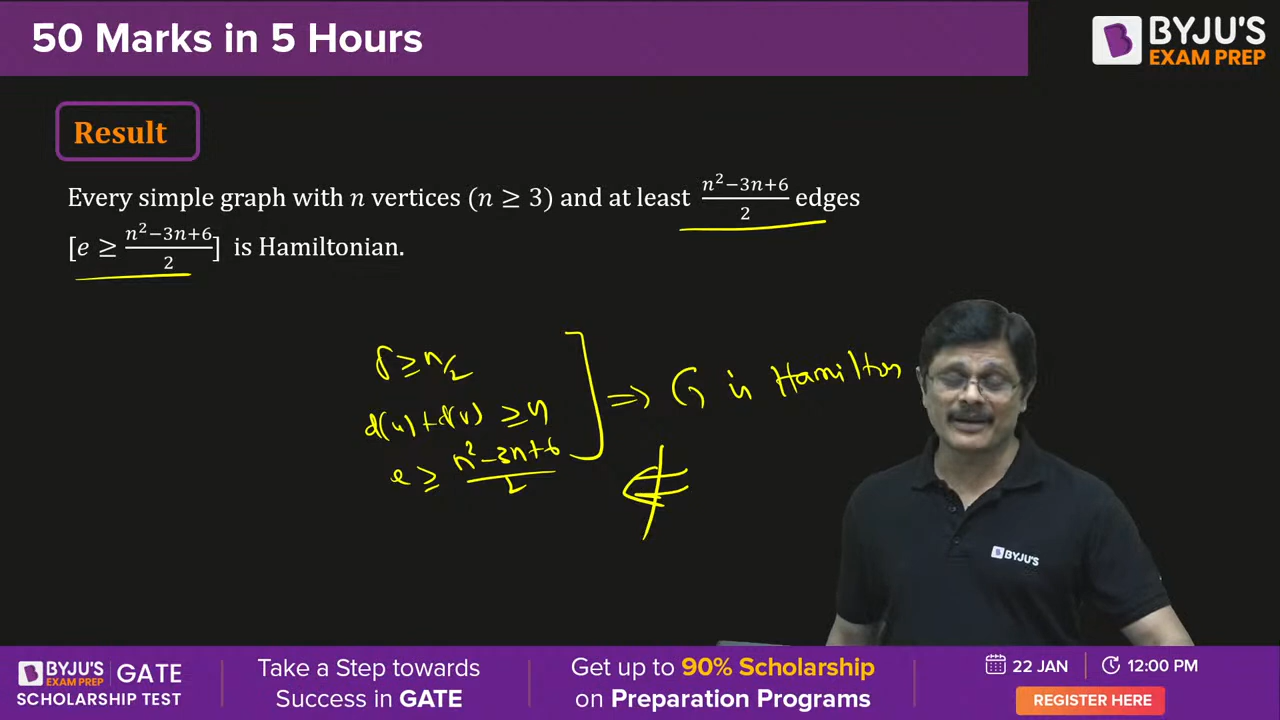 50 Marks in 5 Hours
BYJU'S
EXAM PREP
Result
Every simple graph with n vertices (n ≥ 3) and at least (n²−3n+6)/2 edges
[e ≥ (n²−3n+6)/2] is Hamiltonian.
δ ≥ n/2
d(u) + d(v) ≥ n
⇒ G is Hamilton
e ≥ (n²−3n+6)/2
BYJU'S
BYJU'S EXAM PREP | GATE
SCHOLARSHIP TEST
Take a Step towards
Success in GATE
Get up to 90% Scholarship
on Preparation Programs
22 JAN
12:00 PM
REGISTER HERE